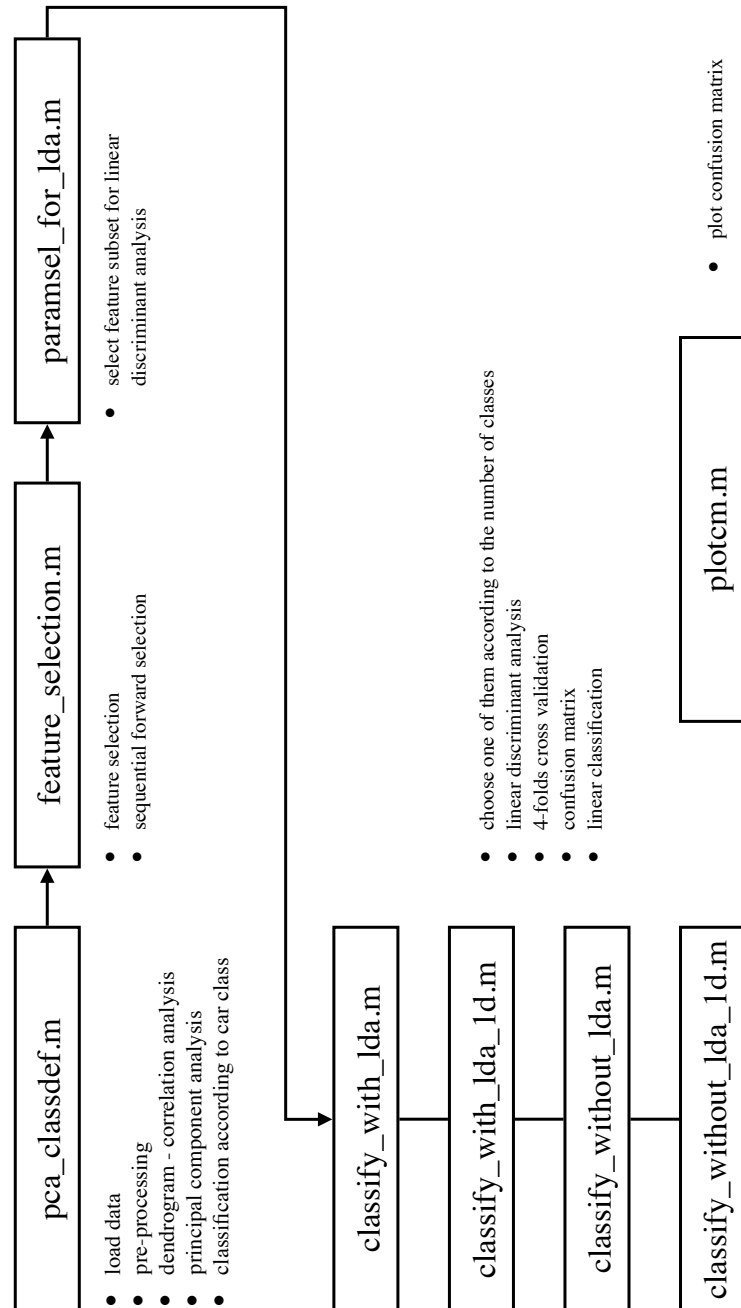 pca_classdef.m
● load data
● pre-processing
● dendrogram - correlation analysis
● principal component analysis
● classification according to car class
feature_selection.m
● feature selection
● sequential forward selection
paramsel_for_lda.m
● select feature subset for linear
discriminant analysis
classify_with_lda.m
classify_with_lda_1d.m
classify_without_lda.m
classify_without_lda_1d.m
● choose one of them according to the number of classes
● linear discriminant analysis
● 4-folds cross validation
● confusion matrix
● linear classification
plotcm.m
● plot confusion matrix